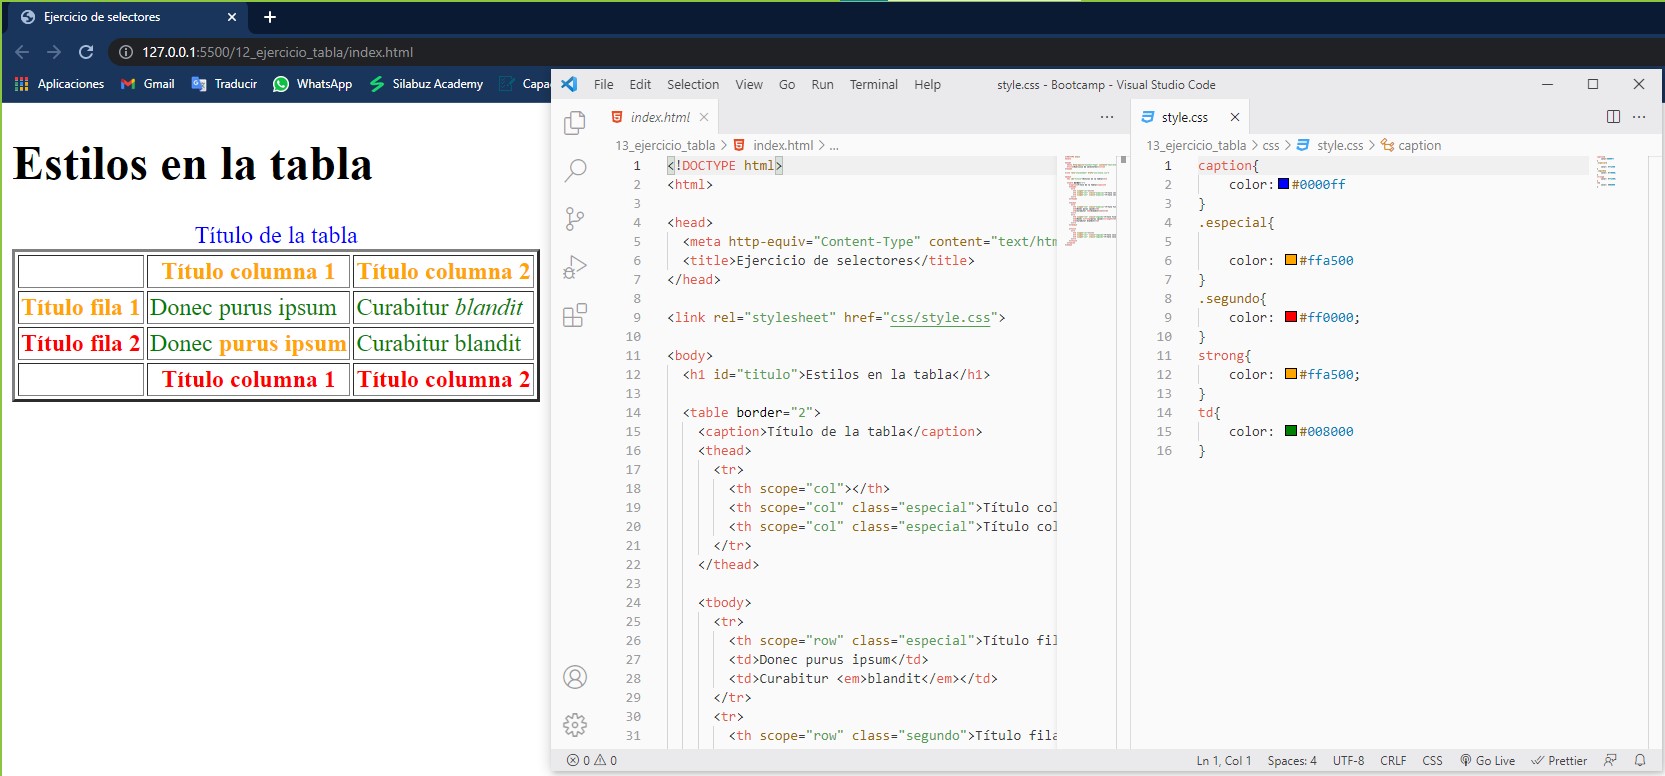 Ejercicio de selectores
127.0.0.1:5500/12_ejercicio_tabla/index.html
Aplicaciones Gmail Traducir WhatsApp Silabuz Academy Capa
Estilos en la tabla
Título de la tabla
Título columna 1 Título columna 2
Título fila 1 Donec purus ipsum Curabitur blandit
Título fila 2 Donec purus ipsum Curabitur blandit
Título columna 1 Título columna 2
File Edit Selection View Go Run Terminal Help style.css - Bootcamp - Visual Studio Code
index.html
13_ejercicio_tabla > index.html > ...
1 <!DOCTYPE html>
2 <html>
3
4 <head>
5 <meta http-equiv="Content-Type" content="text/htm
6 <title>Ejercicio de selectores</title>
7 </head>
8
9 <link rel="stylesheet" href="css/style.css">
10
11 <body>
12 <h1 id="titulo">Estilos en la tabla</h1>
13
14 <table border="2">
15 <caption>Título de la tabla</caption>
16 <thead>
17 <tr>
18 <th scope="col"></th>
19 <th scope="col" class="especial">Título col
20 <th scope="col" class="especial">Título col
21 </tr>
22 </thead>
23
24 <tbody>
25 <tr>
26 <th scope="row" class="especial">Título fil
27 <td>Donec purus ipsum</td>
28 <td>Curabitur <em>blandit</em></td>
29 </tr>
30 <tr>
31 <th scope="row" class="segundo">Título fila
style.css
13_ejercicio_tabla > css > style.css > caption
1 caption{
2 color: #0000ff
3 }
4 .especial{
5
6 color: #ffa500
7 }
8 .segundo{
9 color: #ff0000;
10 }
11 strong{
12 color: #ffa500;
13 }
14 td{
15 color: #008000
16 }
0 0 Ln 1, Col 1 Spaces: 4 UTF-8 CRLF CSS Go Live Prettier